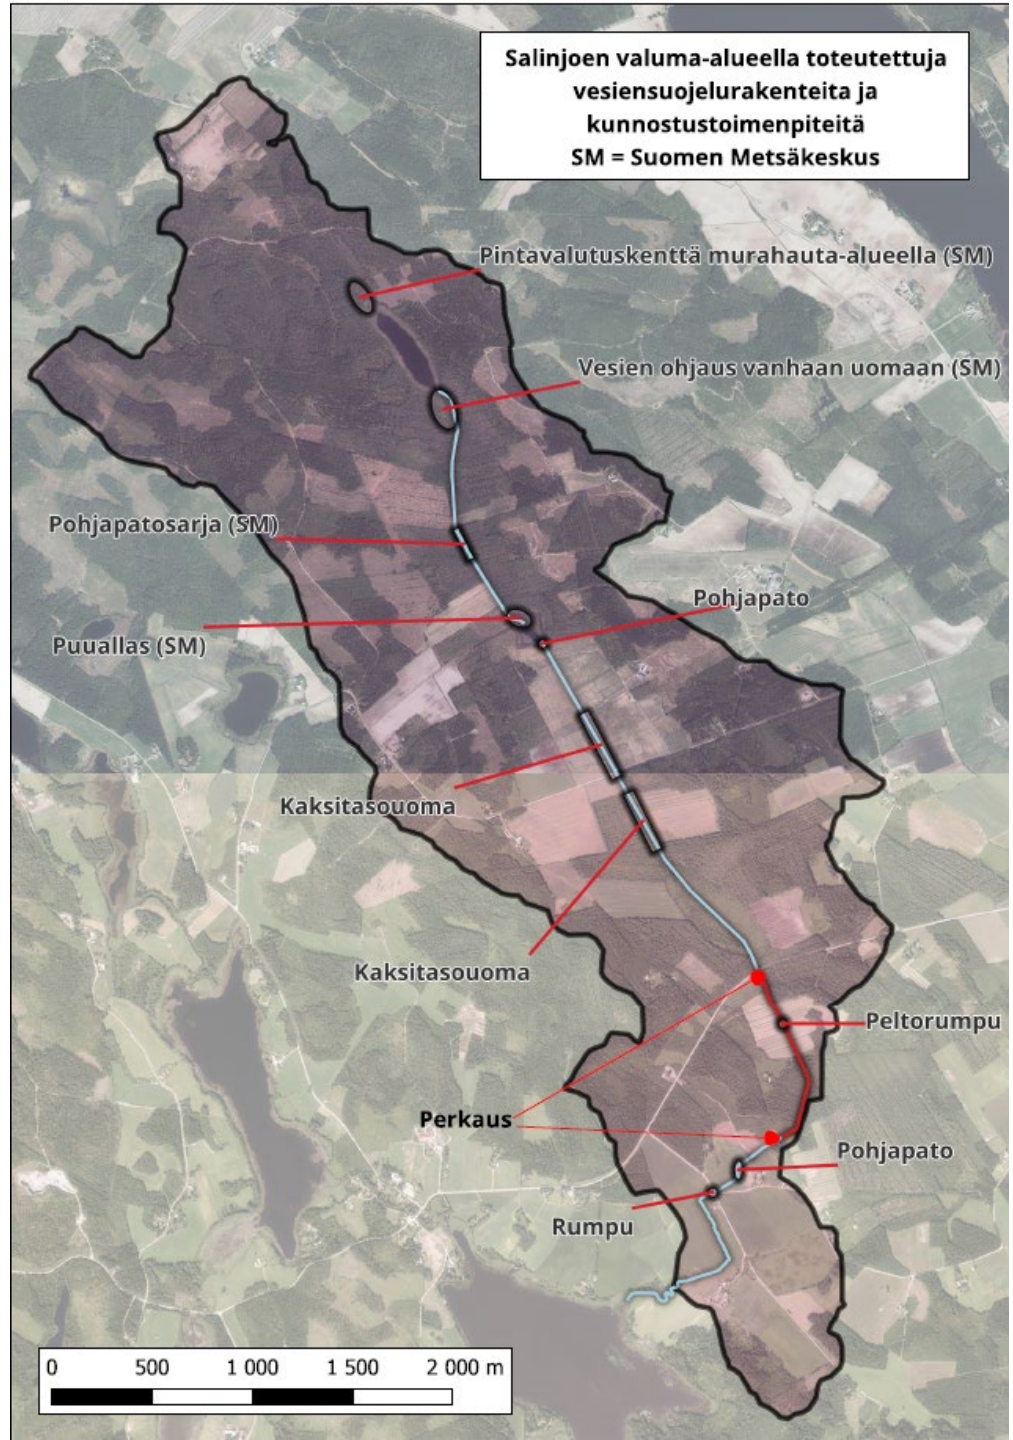 Salinjoen valuma-alueella toteutettuja
vesiensuojelurakenteita ja
kunnostustoimenpiteitä
SM = Suomen Metsäkeskus
Pintavalutuskenttä murahauta-alueella (SM)
Vesien ohjaus vanhaan uomaan (SM)
Pohjapatosarja (SM)
Pohjapato
Puuallas (SM)
Kaksitasouoma
Kaksitasouoma
Peltorumpu
Perkaus
Pohjapato
Rumpu
0 500 1 000 1 500 2 000 m